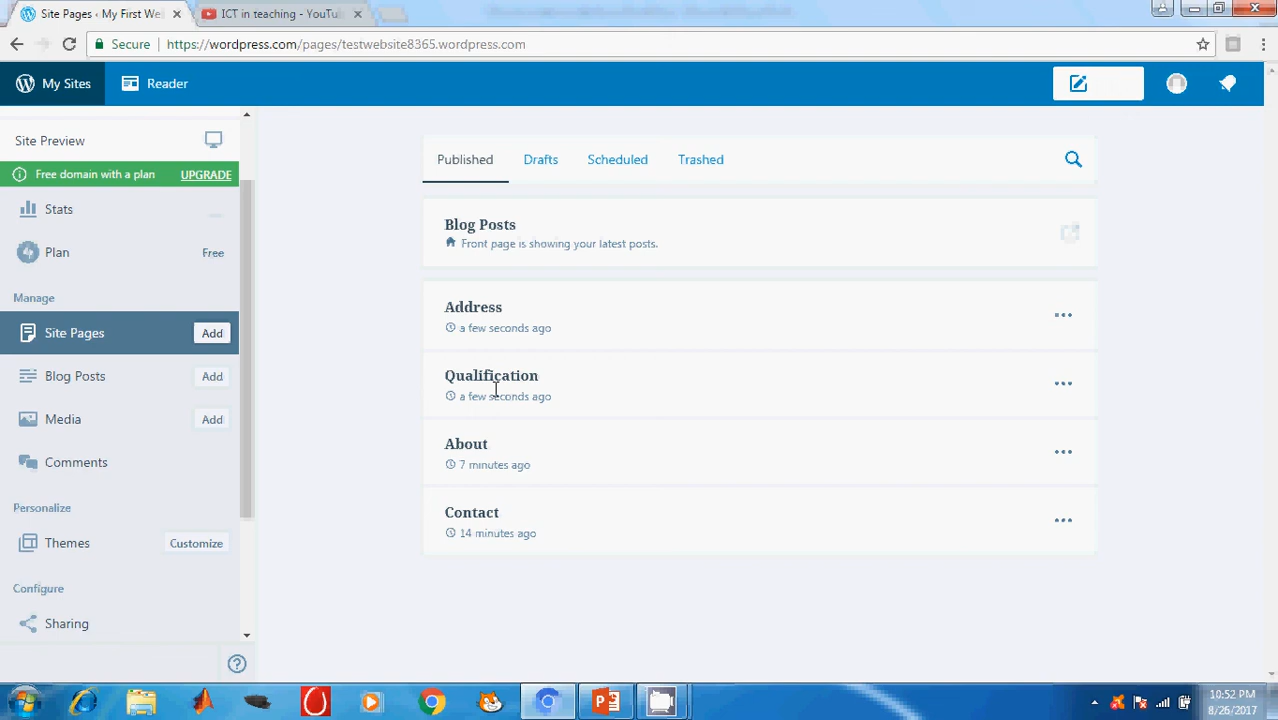 Site Pages ‹ My First We
ICT in teaching - YouTu
Secure
https://wordpress.com/pages/testwebsite8365.wordpress.com
My Sites
Reader
Site Preview
Free domain with a plan
UPGRADE
Stats
Plan
Free
Manage
Site Pages
Add
Blog Posts
Add
Media
Add
Comments
Personalize
Themes
Customize
Configure
Sharing
Published
Drafts
Scheduled
Trashed
Blog Posts
Front page is showing your latest posts.
Address
a few seconds ago
Qualification
a few seconds ago
About
7 minutes ago
Contact
14 minutes ago
10:52 PM
8/26/2017